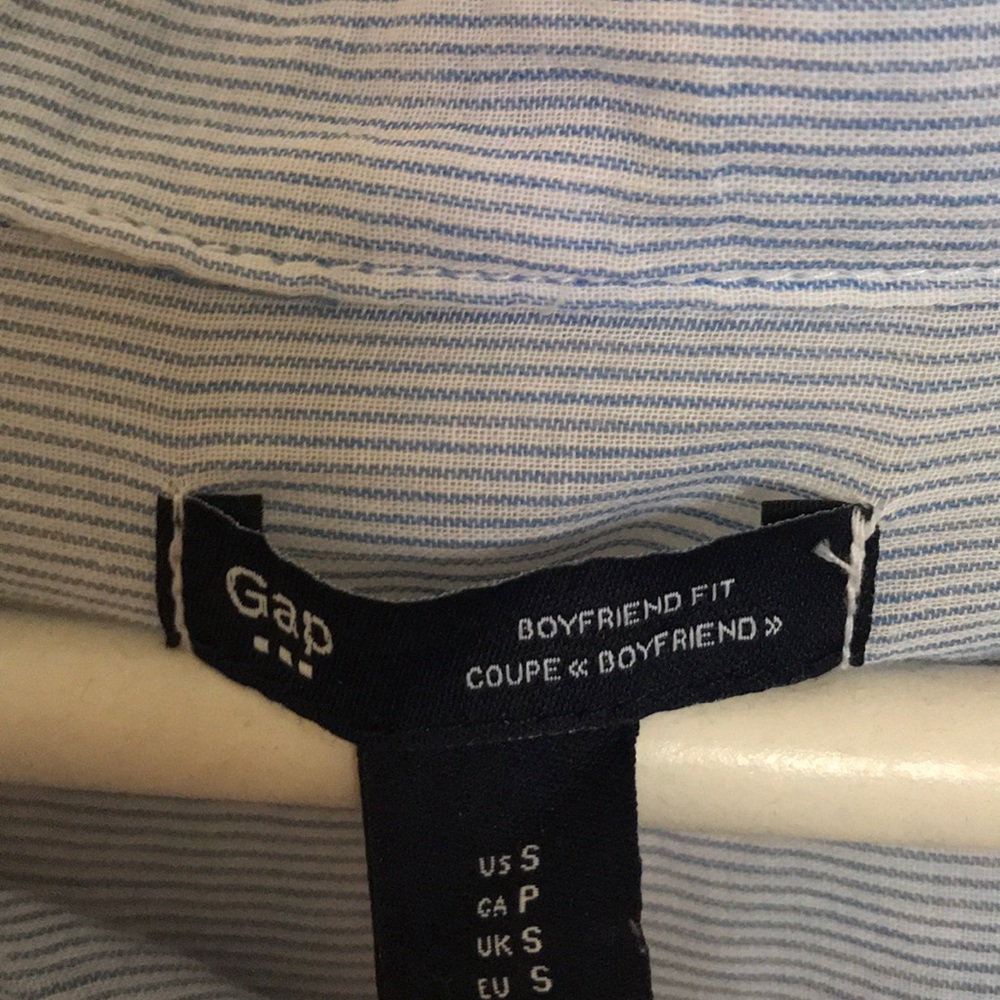 Gap
BOYFRIEND FIT
COUPE « BOYFRIEND »
US S
CA P
UK S
EU S